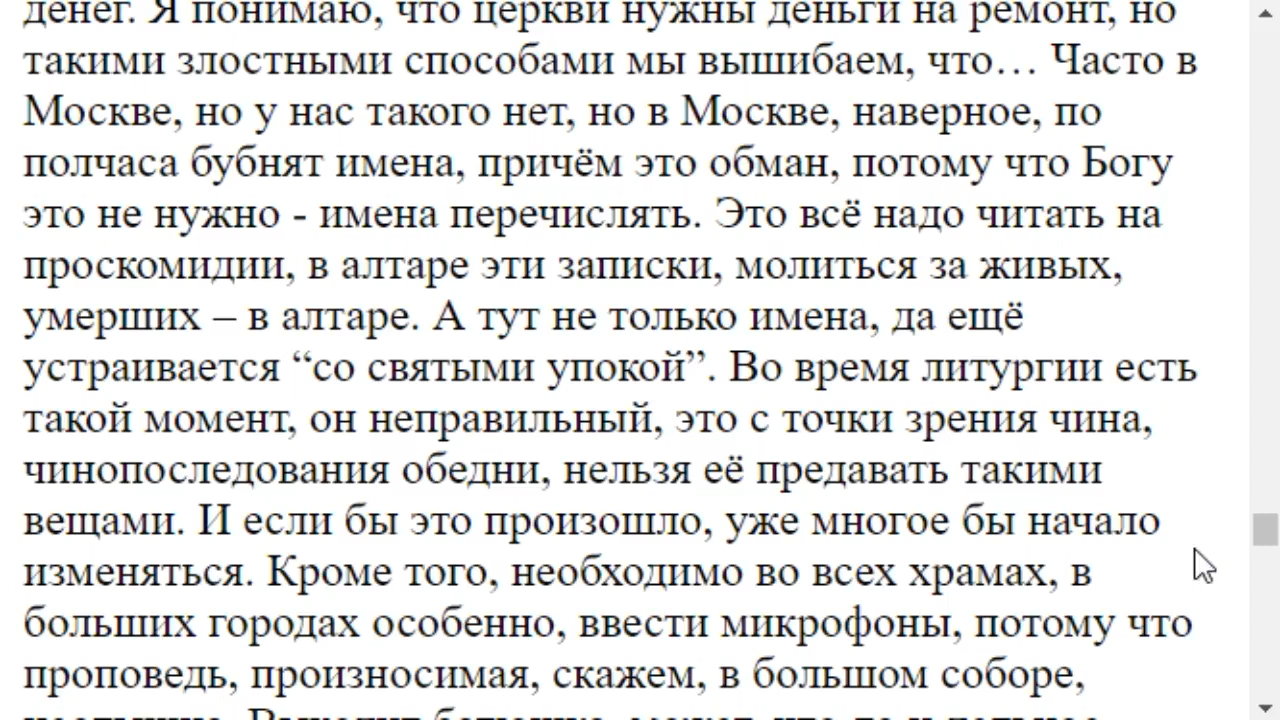 денег. Я понимаю, что церкви нужны деньги на ремонт, но
такими злостными способами мы вышибаем, что… Часто в
Москве, но у нас такого нет, но в Москве, наверное, по
полчаса бубнят имена, причём это обман, потому что Богу
это не нужно - имена перечислять. Это всё надо читать на
проскомидии, в алтаре эти записки, молиться за живых,
умерших – в алтаре. А тут не только имена, да ещё
устраивается “со святыми упокой”. Во время литургии есть
такой момент, он неправильный, это с точки зрения чина,
чинопоследования обедни, нельзя её предавать такими
вещами. И если бы это произошло, уже многое бы начало
изменяться. Кроме того, необходимо во всех храмах, в
больших городах особенно, ввести микрофоны, потому что
проповедь, произносимая, скажем, в большом соборе,